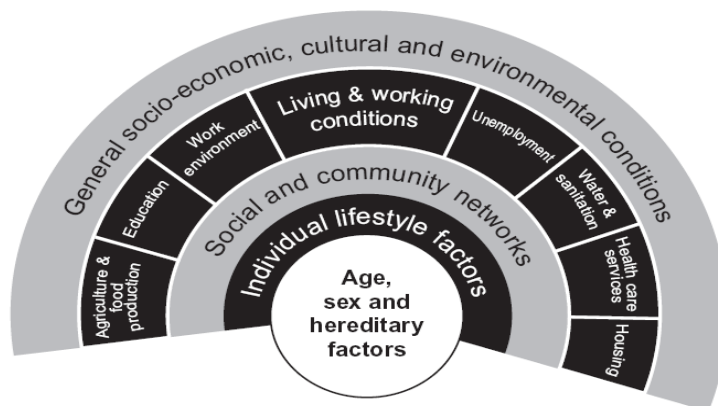 General socio-economic, cultural and environmental conditions
Agriculture &
food
production
Education
Work
environment
Living & working
conditions
Unemployment
Water &
sanitation
Health care
services
Housing
Social and community networks
Individual lifestyle factors
Age,
sex and
hereditary
factors